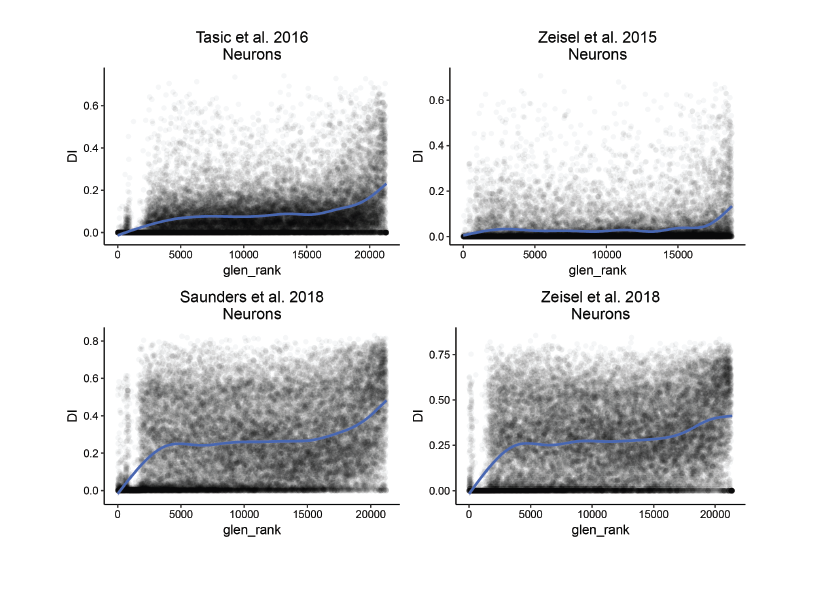 Tasic et al. 2016
Neurons
DI
0.6
0.4
0.2
0.0
0 5000 10000 15000 20000
glen_rank
Zeisel et al. 2015
Neurons
DI
0.6
0.4
0.2
0.0
0 5000 10000 15000
glen_rank
Saunders et al. 2018
Neurons
DI
0.8
0.6
0.4
0.2
0.0
0 5000 10000 15000 20000
glen_rank
Zeisel et al. 2018
Neurons
DI
0.75
0.50
0.25
0.00
0 5000 10000 15000 20000
glen_rank